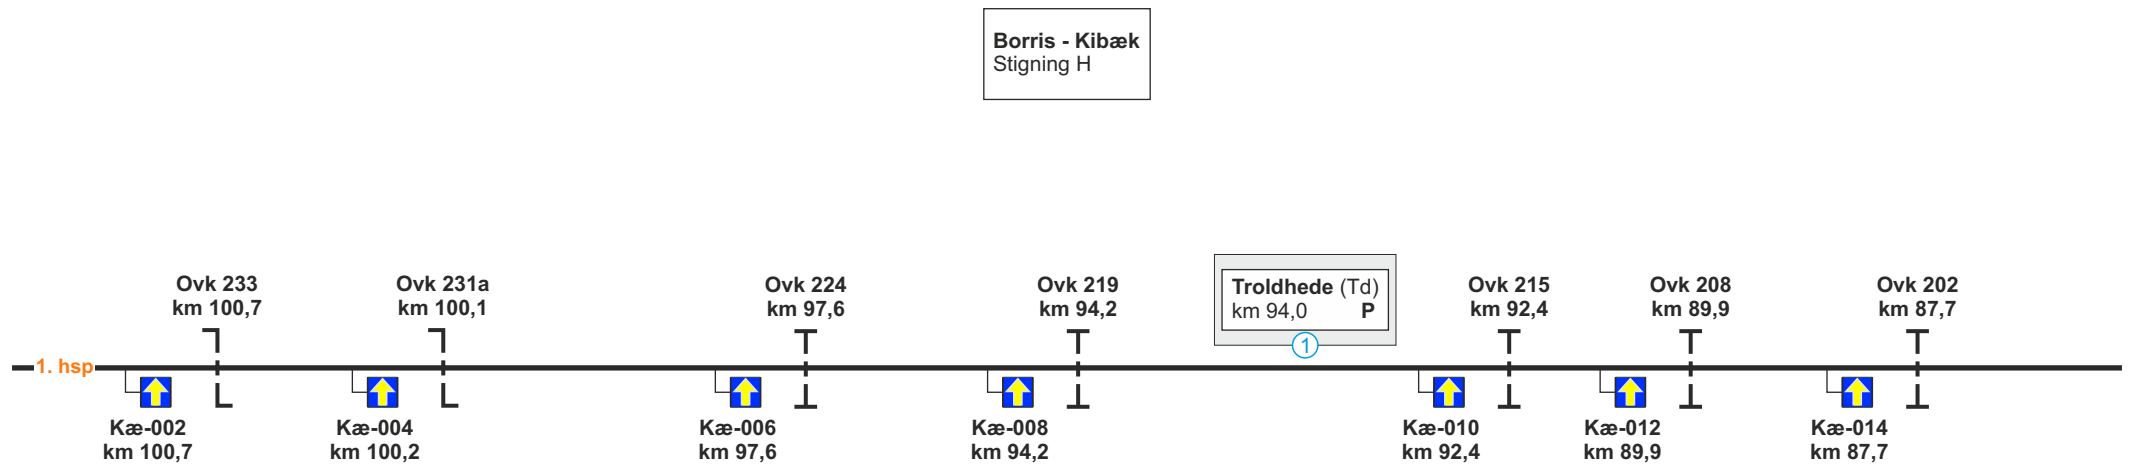 Borris - Kibæk
Stigning H
Ovk 233
km 100,7
Ovk 231a
km 100,1
Ovk 224
km 97,6
Ovk 219
km 94,2
Troldhede (Td)
km 94,0 P
1
Ovk 215
km 92,4
Ovk 208
km 89,9
Ovk 202
km 87,7
1. hsp
Kæ-002
km 100,7
Kæ-004
km 100,2
Kæ-006
km 97,6
Kæ-008
km 94,2
Kæ-010
km 92,4
Kæ-012
km 89,9
Kæ-014
km 87,7